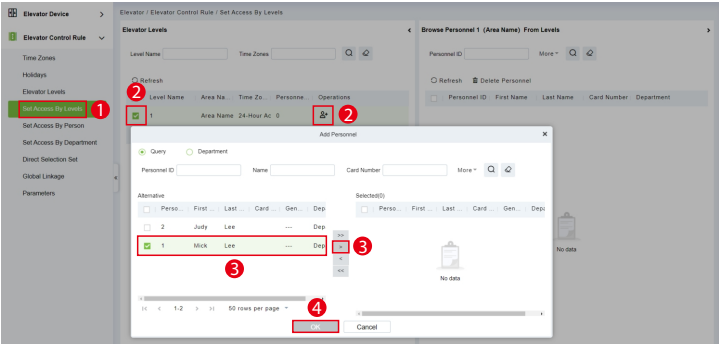 Elevator Device
Elevator Control Rule
Time Zones
Holidays
Elevator Levels
Set Access By Levels
1
Set Access By Person
Set Access By Department
Direct Selection Set
Global Linkage
Parameters
Elevator / Elevator Control Rule / Set Access By Levels
Elevator Levels
Level Name
Time Zones
Refresh
2
Level Name Area Na... Time Zo... Personne... Operations
1 Area Name 24-Hour Ac 0
2
Browse Personnel 1 (Area Name) From Levels
Personnel ID
More
Refresh Delete Personnel
Personnel ID First Name Last Name Card Number Department
No data
Add Personnel
Query Department
Personnel ID Name Card Number More
Alternative
Perso... First ... Last ... Card ... Gen... Dep
2 Judy Lee --- Dep
1 Mick Lee --- Dep
3
>>
>
3
<
<<
Selected(0)
Perso... First ... Last ... Card ... Gen... Depa
No data
1-2 50 rows per page
4
OK Cancel